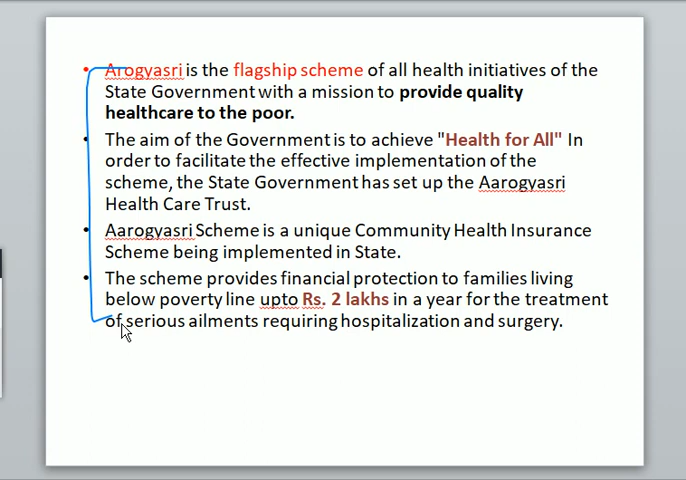 • Arogyasri is the flagship scheme of all health initiatives of the
State Government with a mission to provide quality
healthcare to the poor.
• The aim of the Government is to achieve "Health for All" In
order to facilitate the effective implementation of the
scheme, the State Government has set up the Aarogyasri
Health Care Trust.
• Aarogyasri Scheme is a unique Community Health Insurance
Scheme being implemented in State.
• The scheme provides financial protection to families living
below poverty line upto Rs. 2 lakhs in a year for the treatment
of serious ailments requiring hospitalization and surgery.